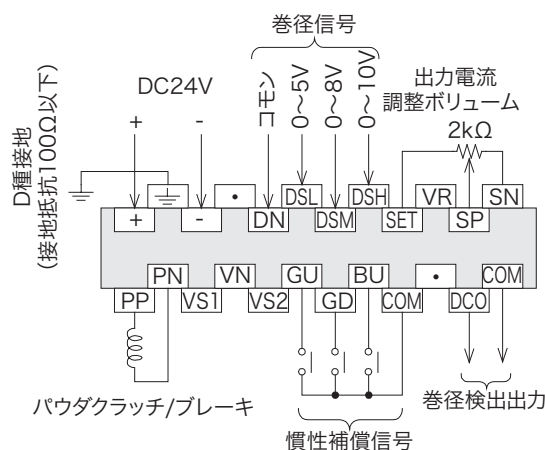 巻径信号
DC24V
コモン
0～5V
0～8V
0～10V
出力電流
調整ボリューム
2kΩ
D種接地
(接地抵抗100Ω以下)
+
-
•
DSL
DSH
VR
SN
+
-
DN
DSM
SET
SP
PN
VN
GU
BU
•
COM
PP
VS1
VS2
GD
COM
DCO
パウダクラッチ/ブレーキ
慣性補償信号
巻径検出出力